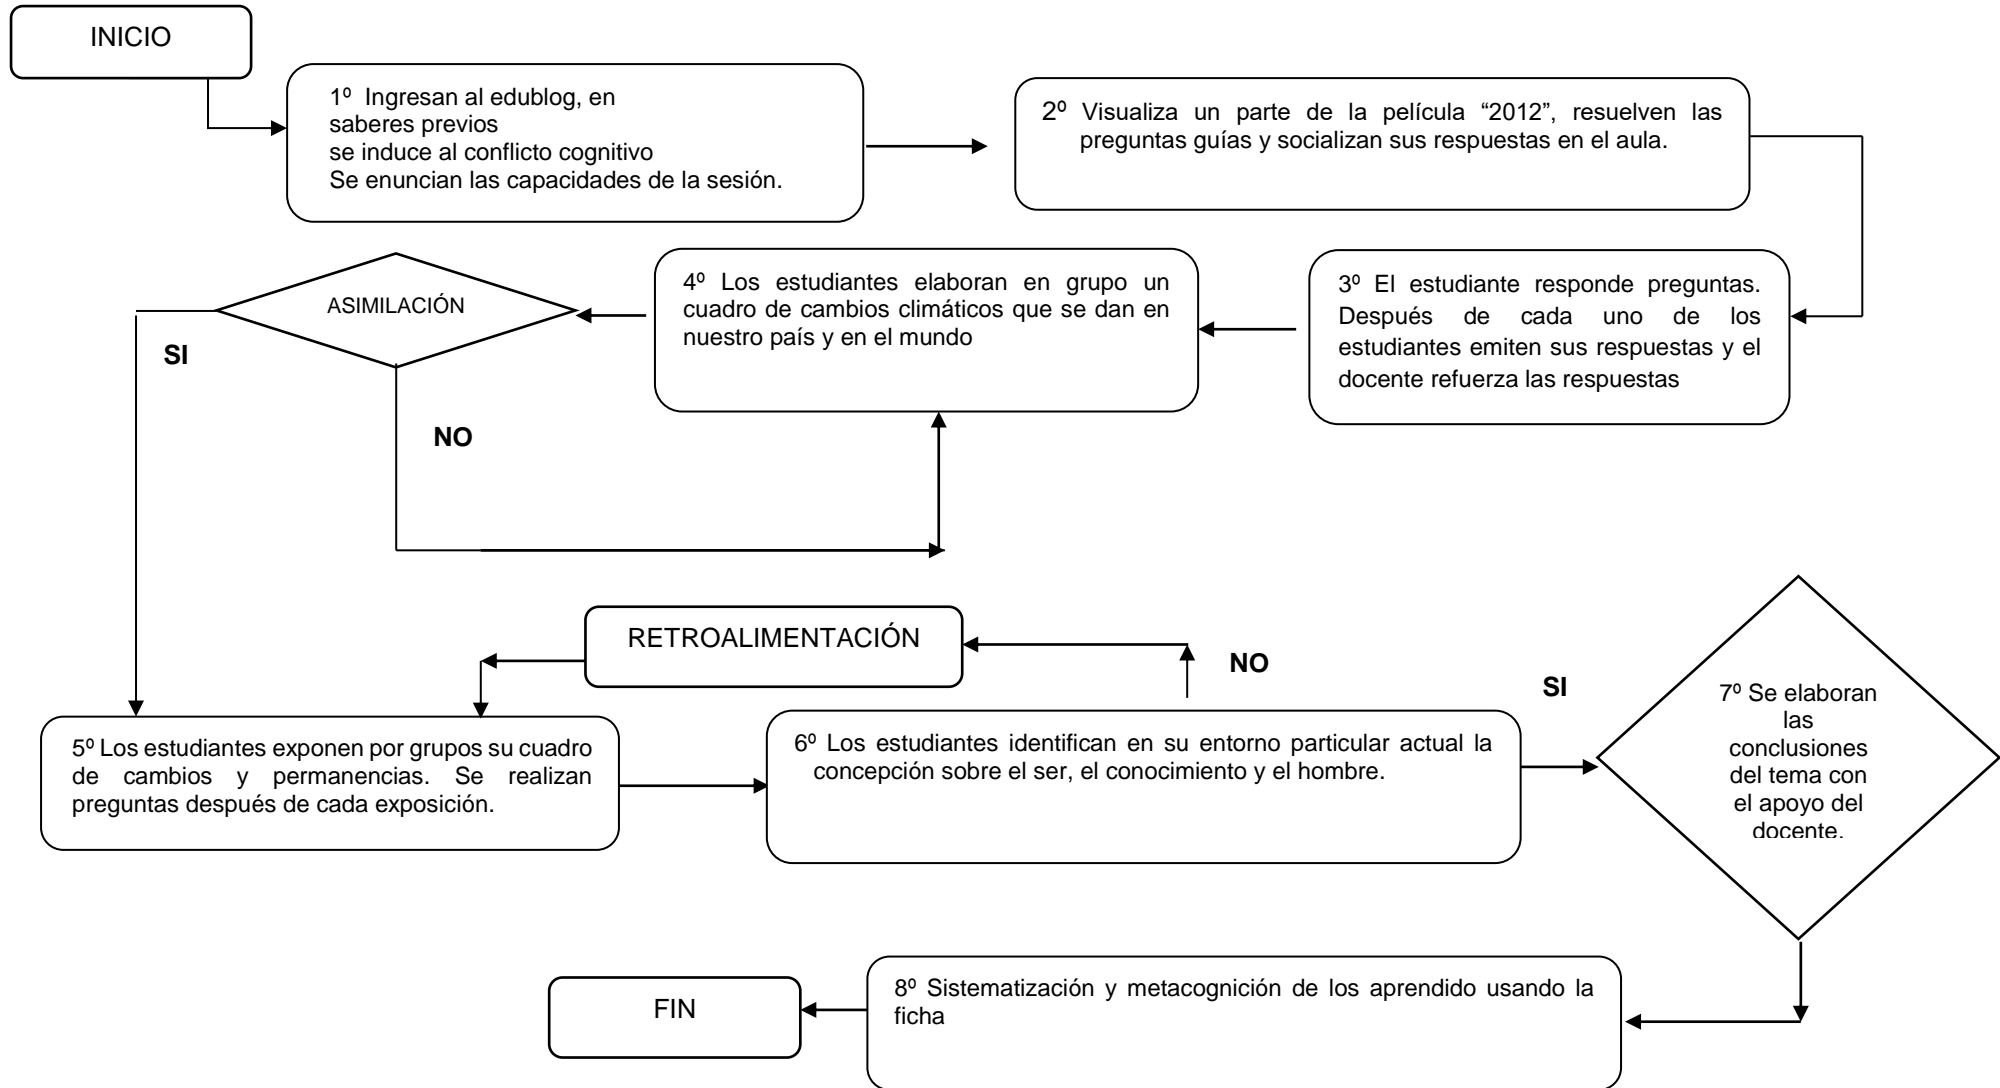 INICIO
1º Ingresan al edublog, en
saberes previos
se induce al conflicto cognitivo
Se enuncian las capacidades de la sesión.
2º Visualiza un parte de la película “2012”, resuelven las
preguntas guías y socializan sus respuestas en el aula.
3º El estudiante responde preguntas.
Después de cada uno de los
estudiantes emiten sus respuestas y el
docente refuerza las respuestas
4º Los estudiantes elaboran en grupo un
cuadro de cambios climáticos que se dan en
nuestro país y en el mundo
ASIMILACIÓN
SI
NO
RETROALIMENTACIÓN
NO
SI
5º Los estudiantes exponen por grupos su cuadro
de cambios y permanencias. Se realizan
preguntas después de cada exposición.
6º Los estudiantes identifican en su entorno particular actual la
concepción sobre el ser, el conocimiento y el hombre.
7º Se elaboran
las
conclusiones
del tema con
el apoyo del
docente.
8º Sistematización y metacognición de los aprendido usando la
ficha
FIN